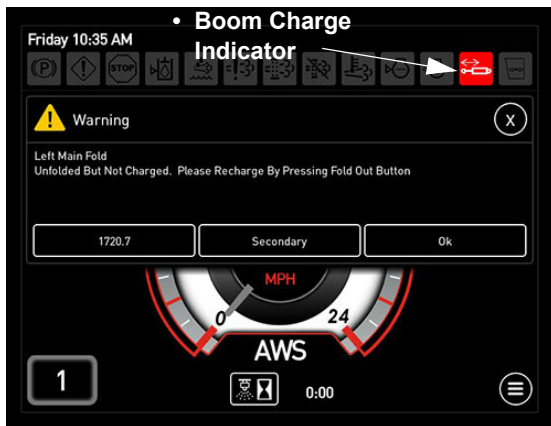 • Boom Charge
Indicator
Friday 10:35 AM
(P) STOP
Warning
X
Left Main Fold
Unfolded But Not Charged. Please Recharge By Pressing Fold Out Button
1720.7 Secondary Ok
MPH
0 24
AWS
1
0:00